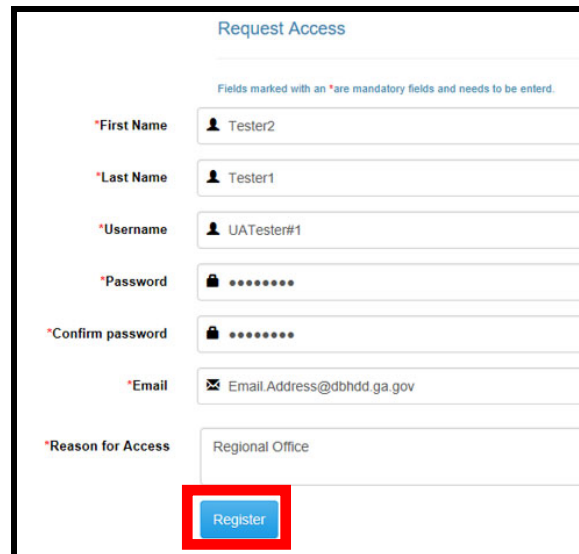 Request Access
Fields marked with an *are mandatory fields and needs to be enterd.
*First Name Tester2
*Last Name Tester1
*Username UATester#1
*Password ••••••••
*Confirm password ••••••••
*Email Email.Address@dbhdd.ga.gov
*Reason for Access Regional Office
Register